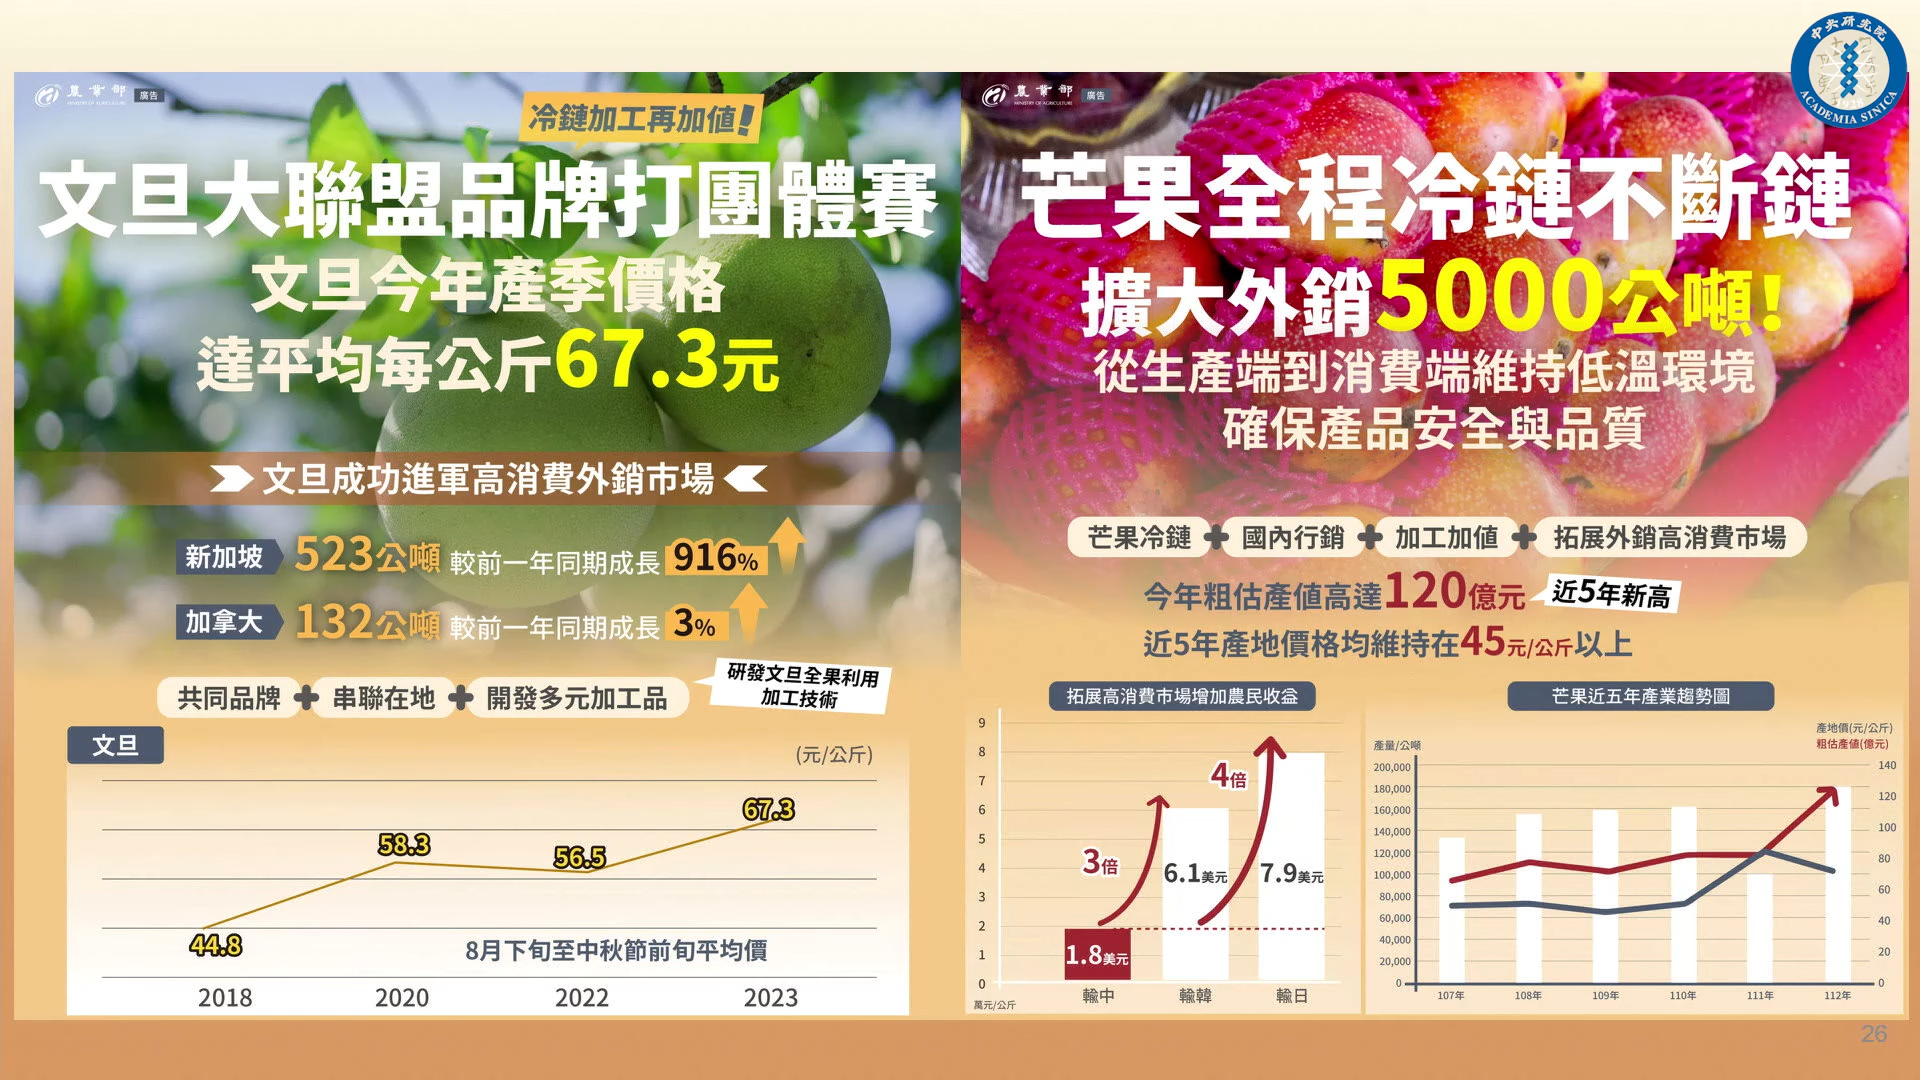 中央研究院
ACADEMIA SINICA
農業部
MINISTRY OF AGRICULTURE
廣告
冷鏈加工再加值!
文旦大聯盟品牌打團體賽
文旦今年產季價格
達平均每公斤67.3元
文旦成功進軍高消費外銷市場
新加坡 523公噸 較前一年同期成長 916%
加拿大 132公噸 較前一年同期成長 3%
共同品牌+串聯在地+開發多元加工品
研發文旦全果利用
加工技術
文旦
(元/公斤)
67.3
58.3
56.5
44.8
8月下旬至中秋節前旬平均價
2018 2020 2022 2023
農業部
MINISTRY OF AGRICULTURE
廣告
芒果全程冷鏈不斷鏈
擴大外銷5000公噸!
從生產端到消費端維持低溫環境
確保產品安全與品質
芒果冷鏈+國內行銷+加工加值+拓展外銷高消費市場
今年粗估產值高達120億元
近5年新高
近5年產地價格均維持在45元/公斤以上
拓展高消費市場增加農民收益
9
8
7
6
5
4
3
2
1
0
萬元/公斤
3倍
4倍
1.8美元
6.1美元
7.9美元
輸中 輸韓 輸日
芒果近五年產業趨勢圖
產量/公噸
產地價(元/公斤)
粗估產值(億元)
200,000
180,000
160,000
140,000
120,000
100,000
80,000
60,000
40,000
20,000
0
140
120
100
80
60
40
20
0
107年 108年 109年 110年 111年 112年
26